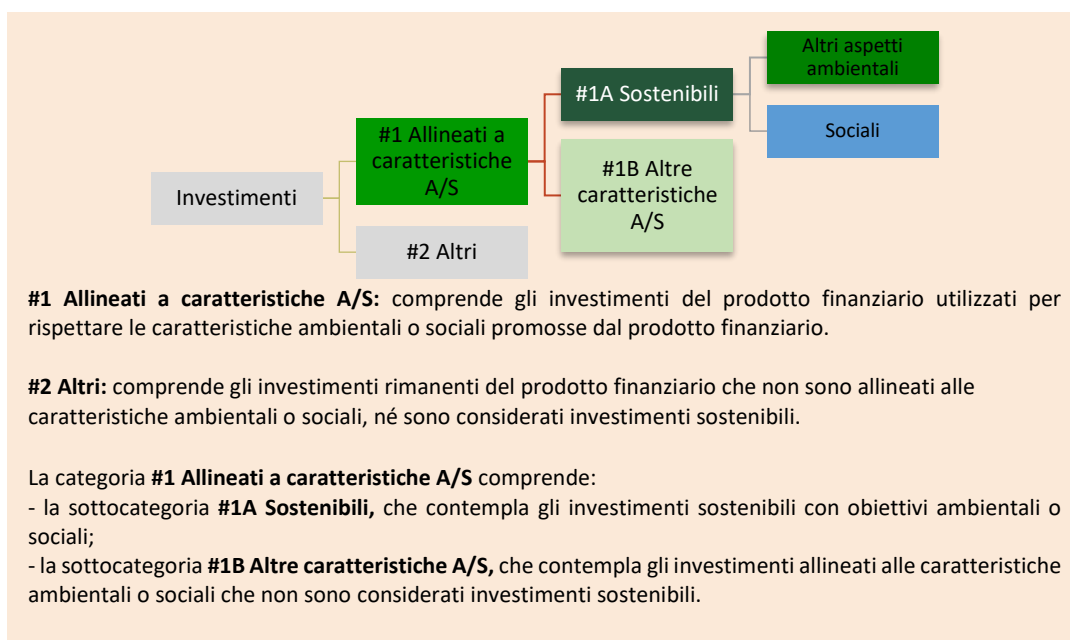 Altri aspetti
ambientali
#1A Sostenibili
Sociali
#1 Allineati a
caratteristiche
A/S
#1B Altre
caratteristiche
A/S
Investimenti
#2 Altri
#1 Allineati a caratteristiche A/S: comprende gli investimenti del prodotto finanziario utilizzati per
rispettare le caratteristiche ambientali o sociali promosse dal prodotto finanziario.
#2 Altri: comprende gli investimenti rimanenti del prodotto finanziario che non sono allineati alle
caratteristiche ambientali o sociali, né sono considerati investimenti sostenibili.
La categoria #1 Allineati a caratteristiche A/S comprende:
- la sottocategoria #1A Sostenibili, che contempla gli investimenti sostenibili con obiettivi ambientali o
sociali;
- la sottocategoria #1B Altre caratteristiche A/S, che contempla gli investimenti allineati alle caratteristiche
ambientali o sociali che non sono considerati investimenti sostenibili.